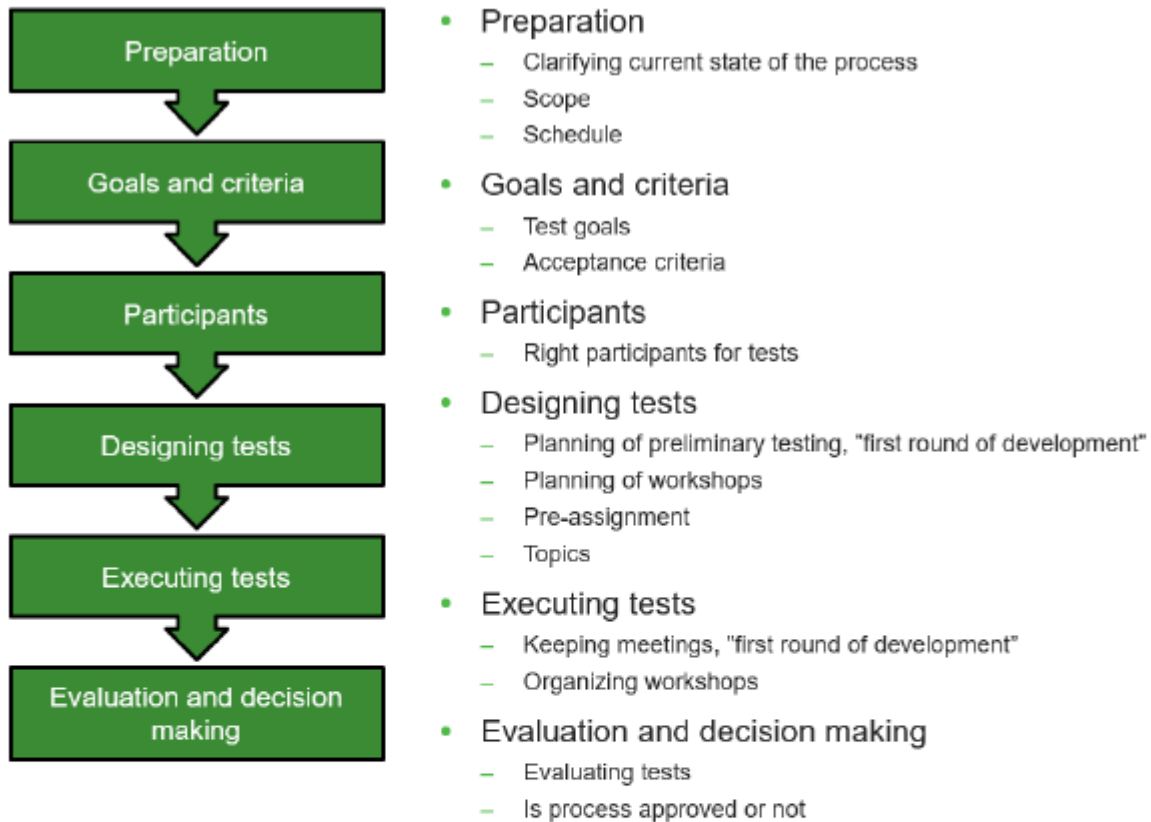 Preparation
Goals and criteria
Participants
Designing tests
Executing tests
Evaluation and decision
making
• Preparation
– Clarifying current state of the process
– Scope
– Schedule
• Goals and criteria
– Test goals
– Acceptance criteria
• Participants
– Right participants for tests
• Designing tests
– Planning of preliminary testing, "first round of development"
– Planning of workshops
– Pre-assignment
– Topics
• Executing tests
– Keeping meetings, "first round of development"
– Organizing workshops
• Evaluation and decision making
– Evaluating tests
– Is process approved or not